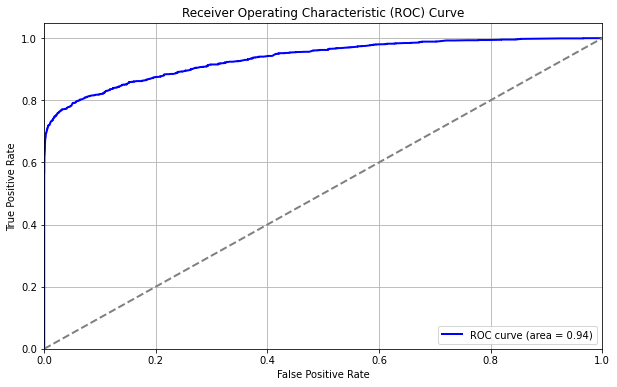 Receiver Operating Characteristic (ROC) Curve
1.0
0.8
0.6
0.4
0.2
0.0
True Positive Rate
ROC curve (area = 0.94)
0.0 0.2 0.4 0.6 0.8 1.0
False Positive Rate